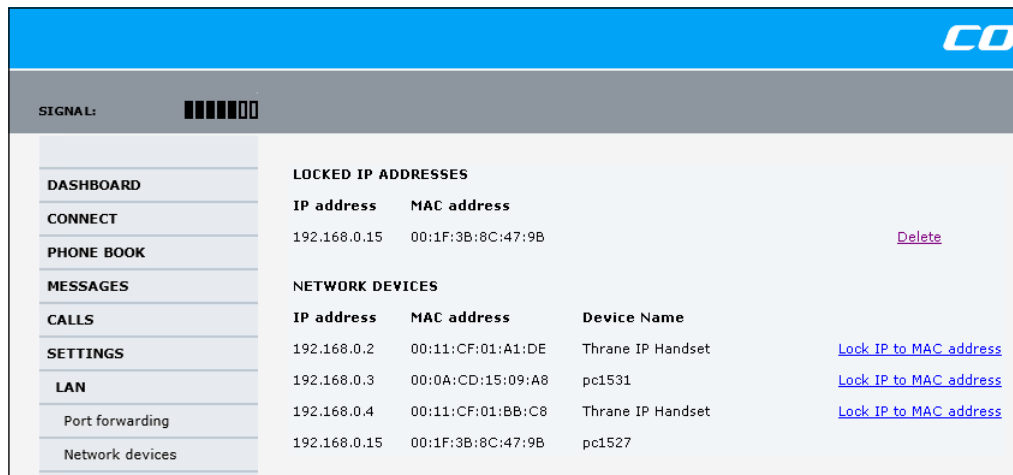 CO
SIGNAL:
DASHBOARD
CONNECT
PHONE BOOK
MESSAGES
CALLS
SETTINGS
LAN
Port forwarding
Network devices
LOCKED IP ADDRESSES
IP address MAC address
192.168.0.15 00:1F:3B:8C:47:9B Delete
NETWORK DEVICES
IP address MAC address Device Name
192.168.0.2 00:11:CF:01:A1:DE Thrane IP Handset Lock IP to MAC address
192.168.0.3 00:0A:CD:15:09:A8 pc1531 Lock IP to MAC address
192.168.0.4 00:11:CF:01:BB:C8 Thrane IP Handset Lock IP to MAC address
192.168.0.15 00:1F:3B:8C:47:9B pc1527